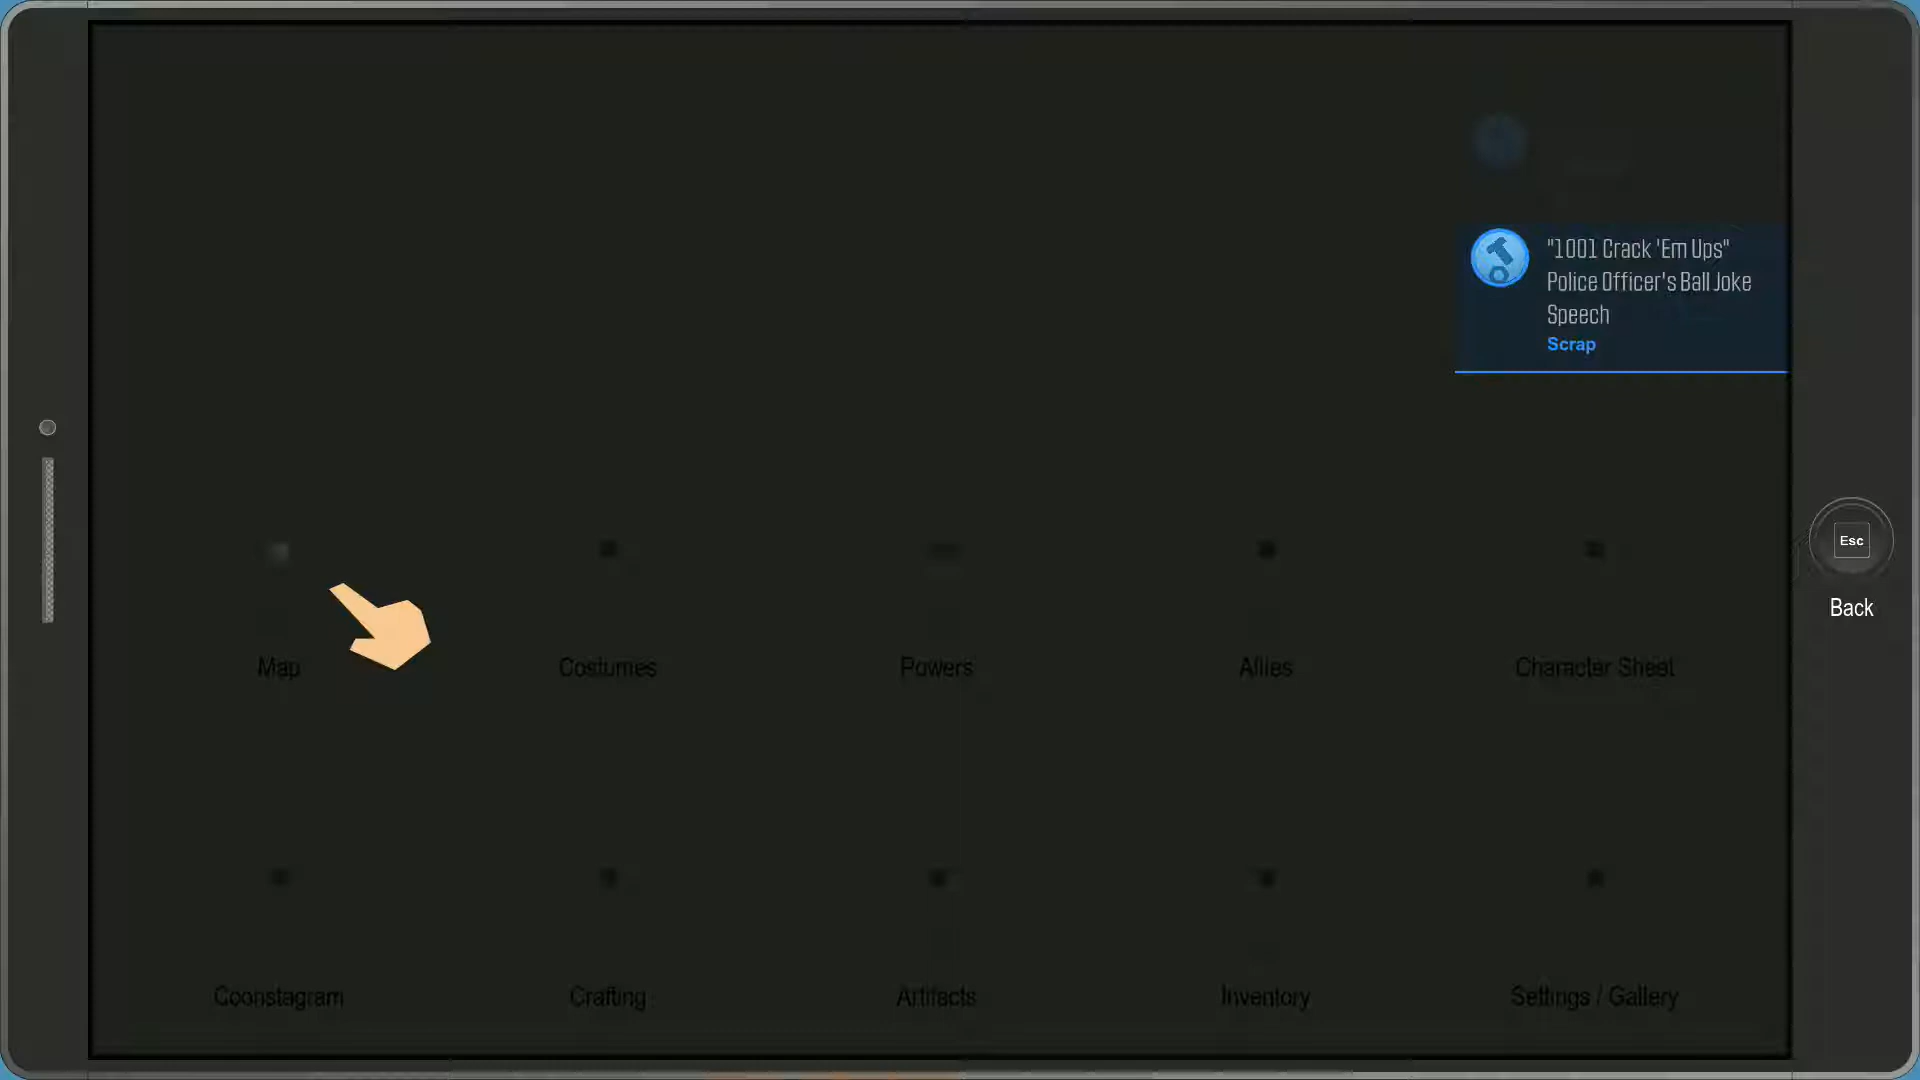 "1001 Crack 'Em Ups"
Police Officer's Ball Joke
Speech
Scrap
Esc
Back
Map
Costumes
Powers
Allies
Character Sheet
Coonstagram
Crafting
Artifacts
Inventory
Settings / Gallery